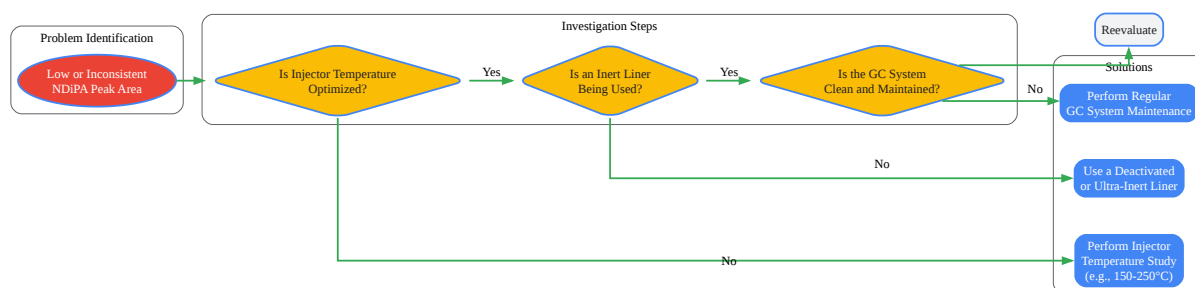 Problem Identification
Low or Inconsistent
NDiPA Peak Area
Investigation Steps
Is Injector Temperature
Optimized?
Yes
Is an Inert Liner
Being Used?
Yes
Is the GC System
Clean and Maintained?
No
Reevaluate
Solutions
Perform Regular
GC System Maintenance
No
Use a Deactivated
or Ultra-Inert Liner
No
Perform Injector
Temperature Study
(e.g., 150-250°C)